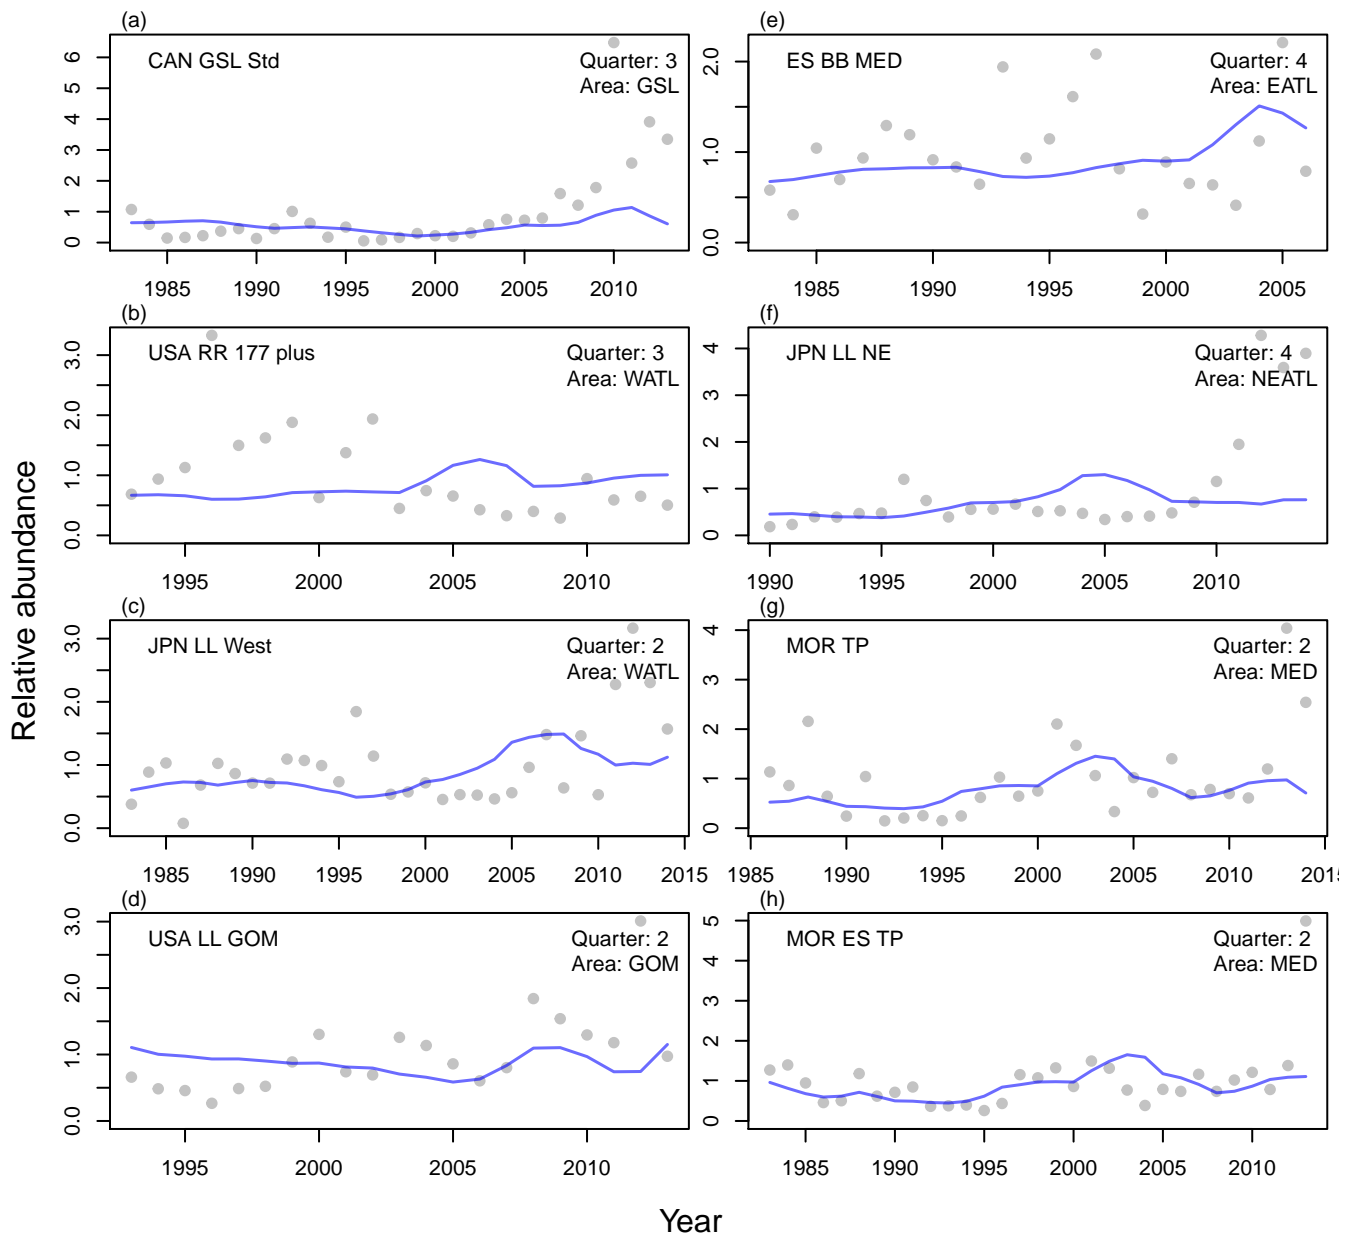 (a)
CAN GSL Std
Quarter: 3
Area: GSL
0 1 2 3 4 5 6
1985 1990 1995 2000 2005 2010
(b)
USA RR 177 plus
Quarter: 3
Area: WATL
0.0 1.0 2.0 3.0
1995 2000 2005 2010
(c)
JPN LL West
Quarter: 2
Area: WATL
0.0 1.0 2.0 3.0
1985 1990 1995 2000 2005 2010 2015
(d)
USA LL GOM
Quarter: 2
Area: GOM
0.0 1.0 2.0 3.0
1995 2000 2005 2010
(e)
ES BB MED
Quarter: 4
Area: EATL
0.0 1.0 2.0
1985 1990 1995 2000 2005
(f)
JPN LL NE
Quarter: 4
Area: NEATL
0 1 2 3 4
1990 1995 2000 2005 2010
(g)
MOR TP
Quarter: 2
Area: MED
0 1 2 3 4
1985 1990 1995 2000 2005 2010 201
(h)
MOR ES TP
Quarter: 2
Area: MED
0 1 2 3 4 5
1985 1990 1995 2000 2005 2010
Relative abundance
Year